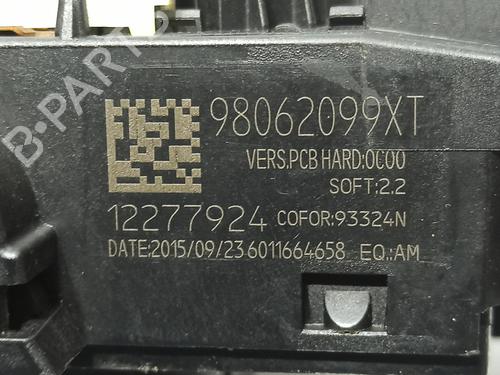 98062099XT
VERS.PCB HARD:0C00
SOFT:2.2
12277924 COFOR:93324N
DATE:2015/09/23 6011664658 EQ.:AM
B-PARTS